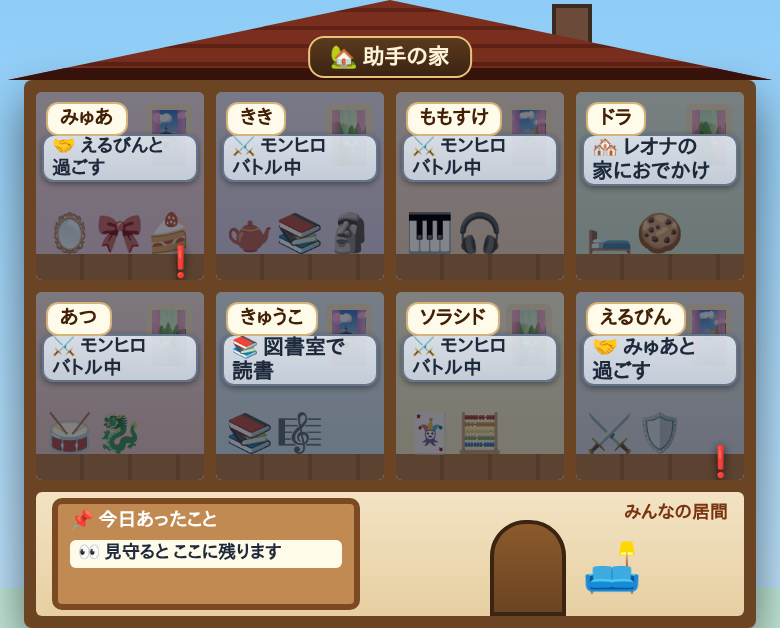 🏡 助手の家
みゅあ
🤝 えるびんと
過ごす
きき
⚔️ モンヒロ
バトル中
ももすけ
⚔️ モンヒロ
バトル中
ドラ
🏘️ レオナの
家におでかけ
あつ
⚔️ モンヒロ
バトル中
きゅうこ
📚 図書室で
読書
ソラシド
⚔️ モンヒロ
バトル中
えるびん
🤝 みゅあと
過ごす
📌 今日あったこと
👀 見守ると ここに残ります
みんなの居間